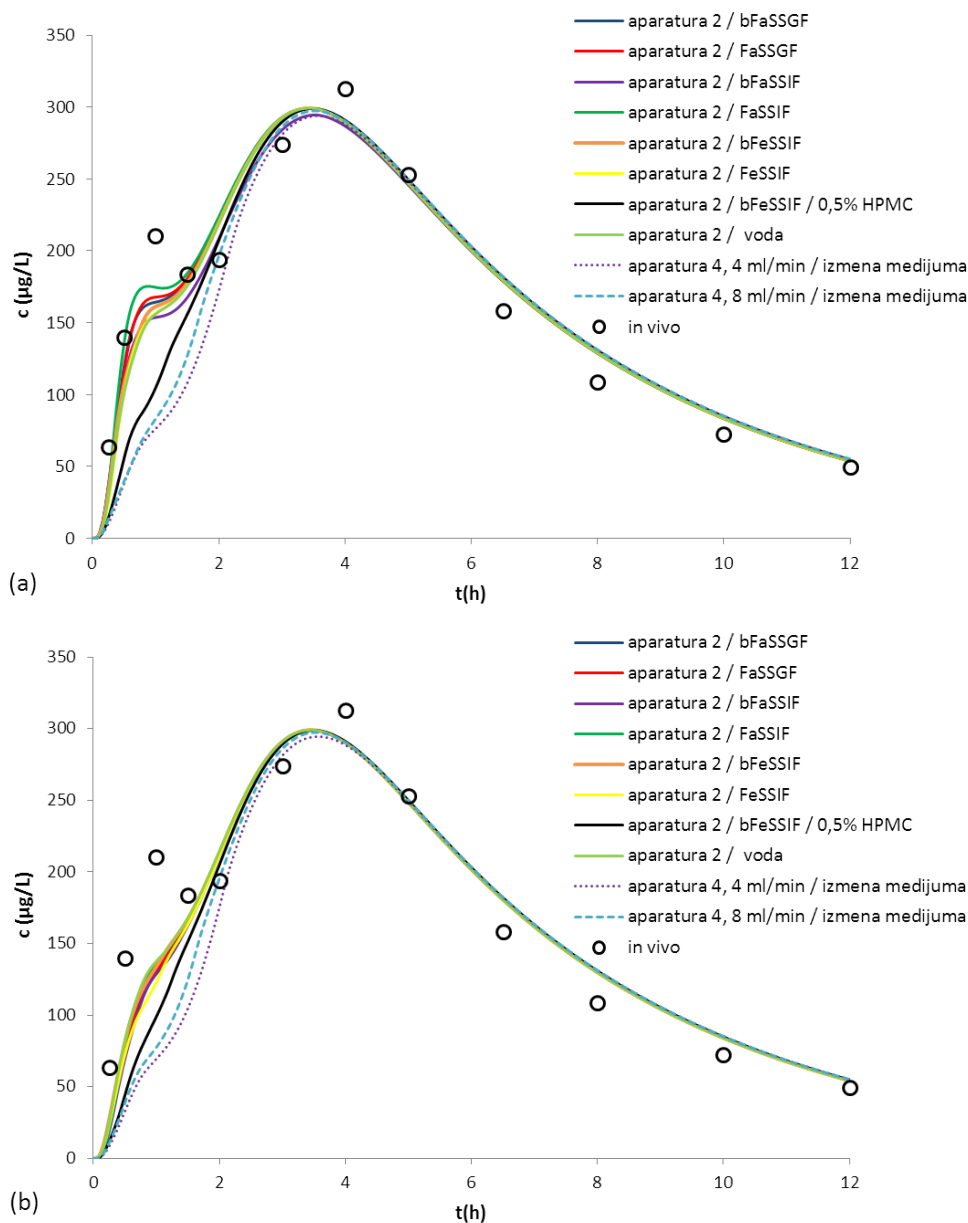 aparatura 2 / bFaSSGF
aparatura 2 / FaSSGF
aparatura 2 / bFaSSIF
aparatura 2 / FaSSIF
aparatura 2 / bFeSSIF
aparatura 2 / FeSSIF
aparatura 2 / bFeSSIF / 0,5% HPMC
aparatura 2 / voda
aparatura 4, 4 ml/min / izmena medijuma
aparatura 4, 8 ml/min / izmena medijuma
in vivo
350
300
250
200
150
100
50
0
c (µg/L)
0 2 4 6 8 10 12
t(h)
(a)
aparatura 2 / bFaSSGF
aparatura 2 / FaSSGF
aparatura 2 / bFaSSIF
aparatura 2 / FaSSIF
aparatura 2 / bFeSSIF
aparatura 2 / FeSSIF
aparatura 2 / bFeSSIF / 0,5% HPMC
aparatura 2 / voda
aparatura 4, 4 ml/min / izmena medijuma
aparatura 4, 8 ml/min / izmena medijuma
in vivo
350
300
250
200
150
100
50
0
c (µg/L)
0 2 4 6 8 10 12
t(h)
(b)